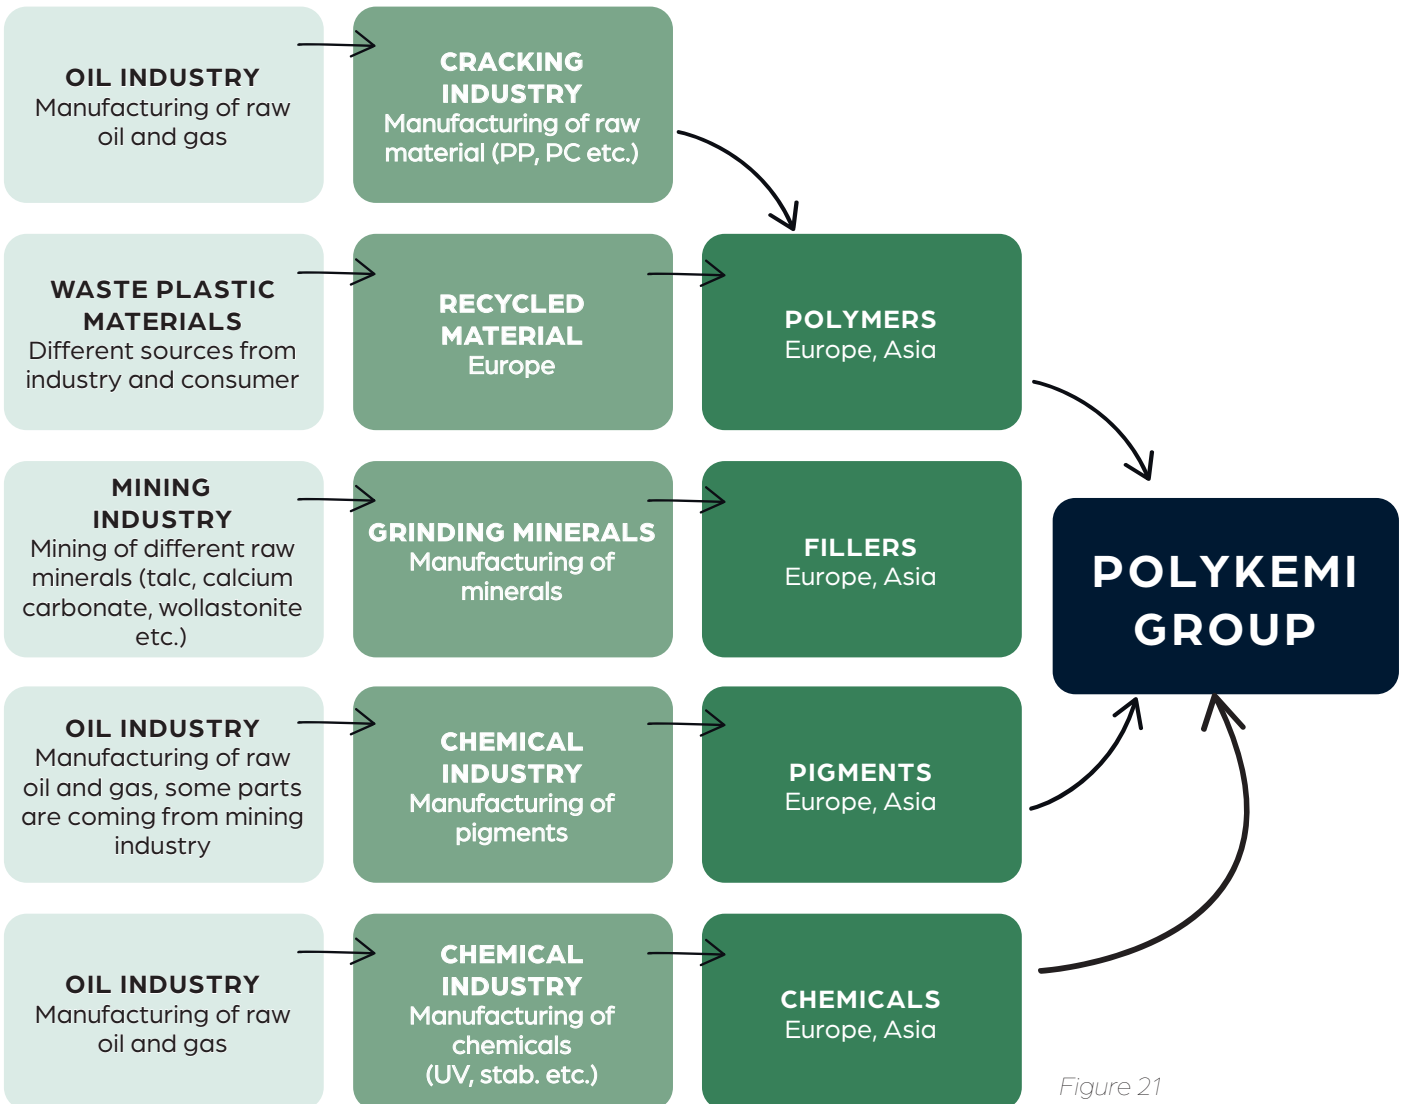 OIL INDUSTRY
Manufacturing of raw
oil and gas
CRACKING
INDUSTRY
Manufacturing of raw
material (PP, PC etc.)
WASTE PLASTIC
MATERIALS
Different sources from
industry and consumer
RECYCLED
MATERIAL
Europe
POLYMERS
Europe, Asia
MINING
INDUSTRY
Mining of different raw
minerals (talc, calcium
carbonate, wollastonite
etc.)
GRINDING MINERALS
Manufacturing of
minerals
FILLERS
Europe, Asia
POLYKEMI
GROUP
OIL INDUSTRY
Manufacturing of raw
oil and gas, some parts
are coming from mining
industry
CHEMICAL
INDUSTRY
Manufacturing of
pigments
PIGMENTS
Europe, Asia
OIL INDUSTRY
Manufacturing of raw
oil and gas
CHEMICAL
INDUSTRY
Manufacturing of
chemicals
(UV, stab. etc.)
CHEMICALS
Europe, Asia
Figure 21